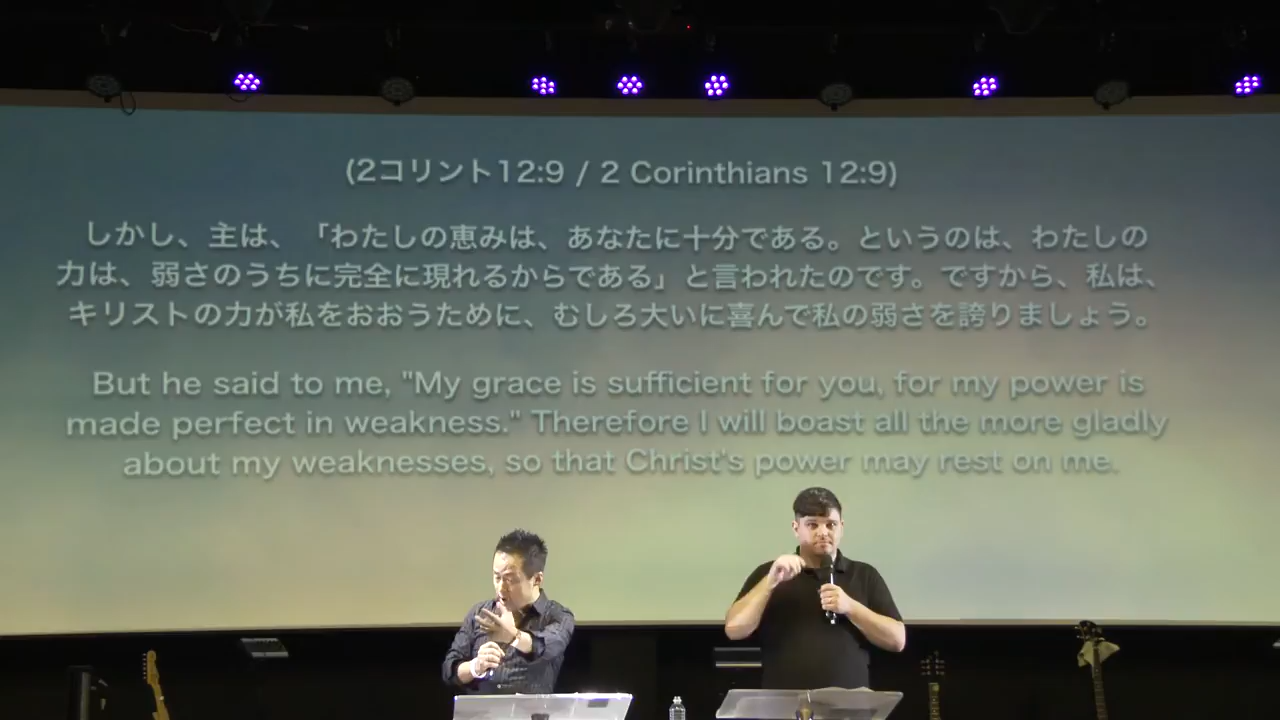 (2コリント12:9 / 2 Corinthians 12:9)
しかし、主は、「わたしの恵みは、あなたに十分である。というのは、わたしの
力は、弱さのうちに完全に現れるからである」と言われたのです。ですから、私は、
キリストの力が私をおおうために、むしろ大いに喜んで私の弱さを誇りましょう。
But he said to me, "My grace is sufficient for you, for my power is
made perfect in weakness." Therefore I will boast all the more gladly
about my weaknesses, so that Christ's power may rest on me.